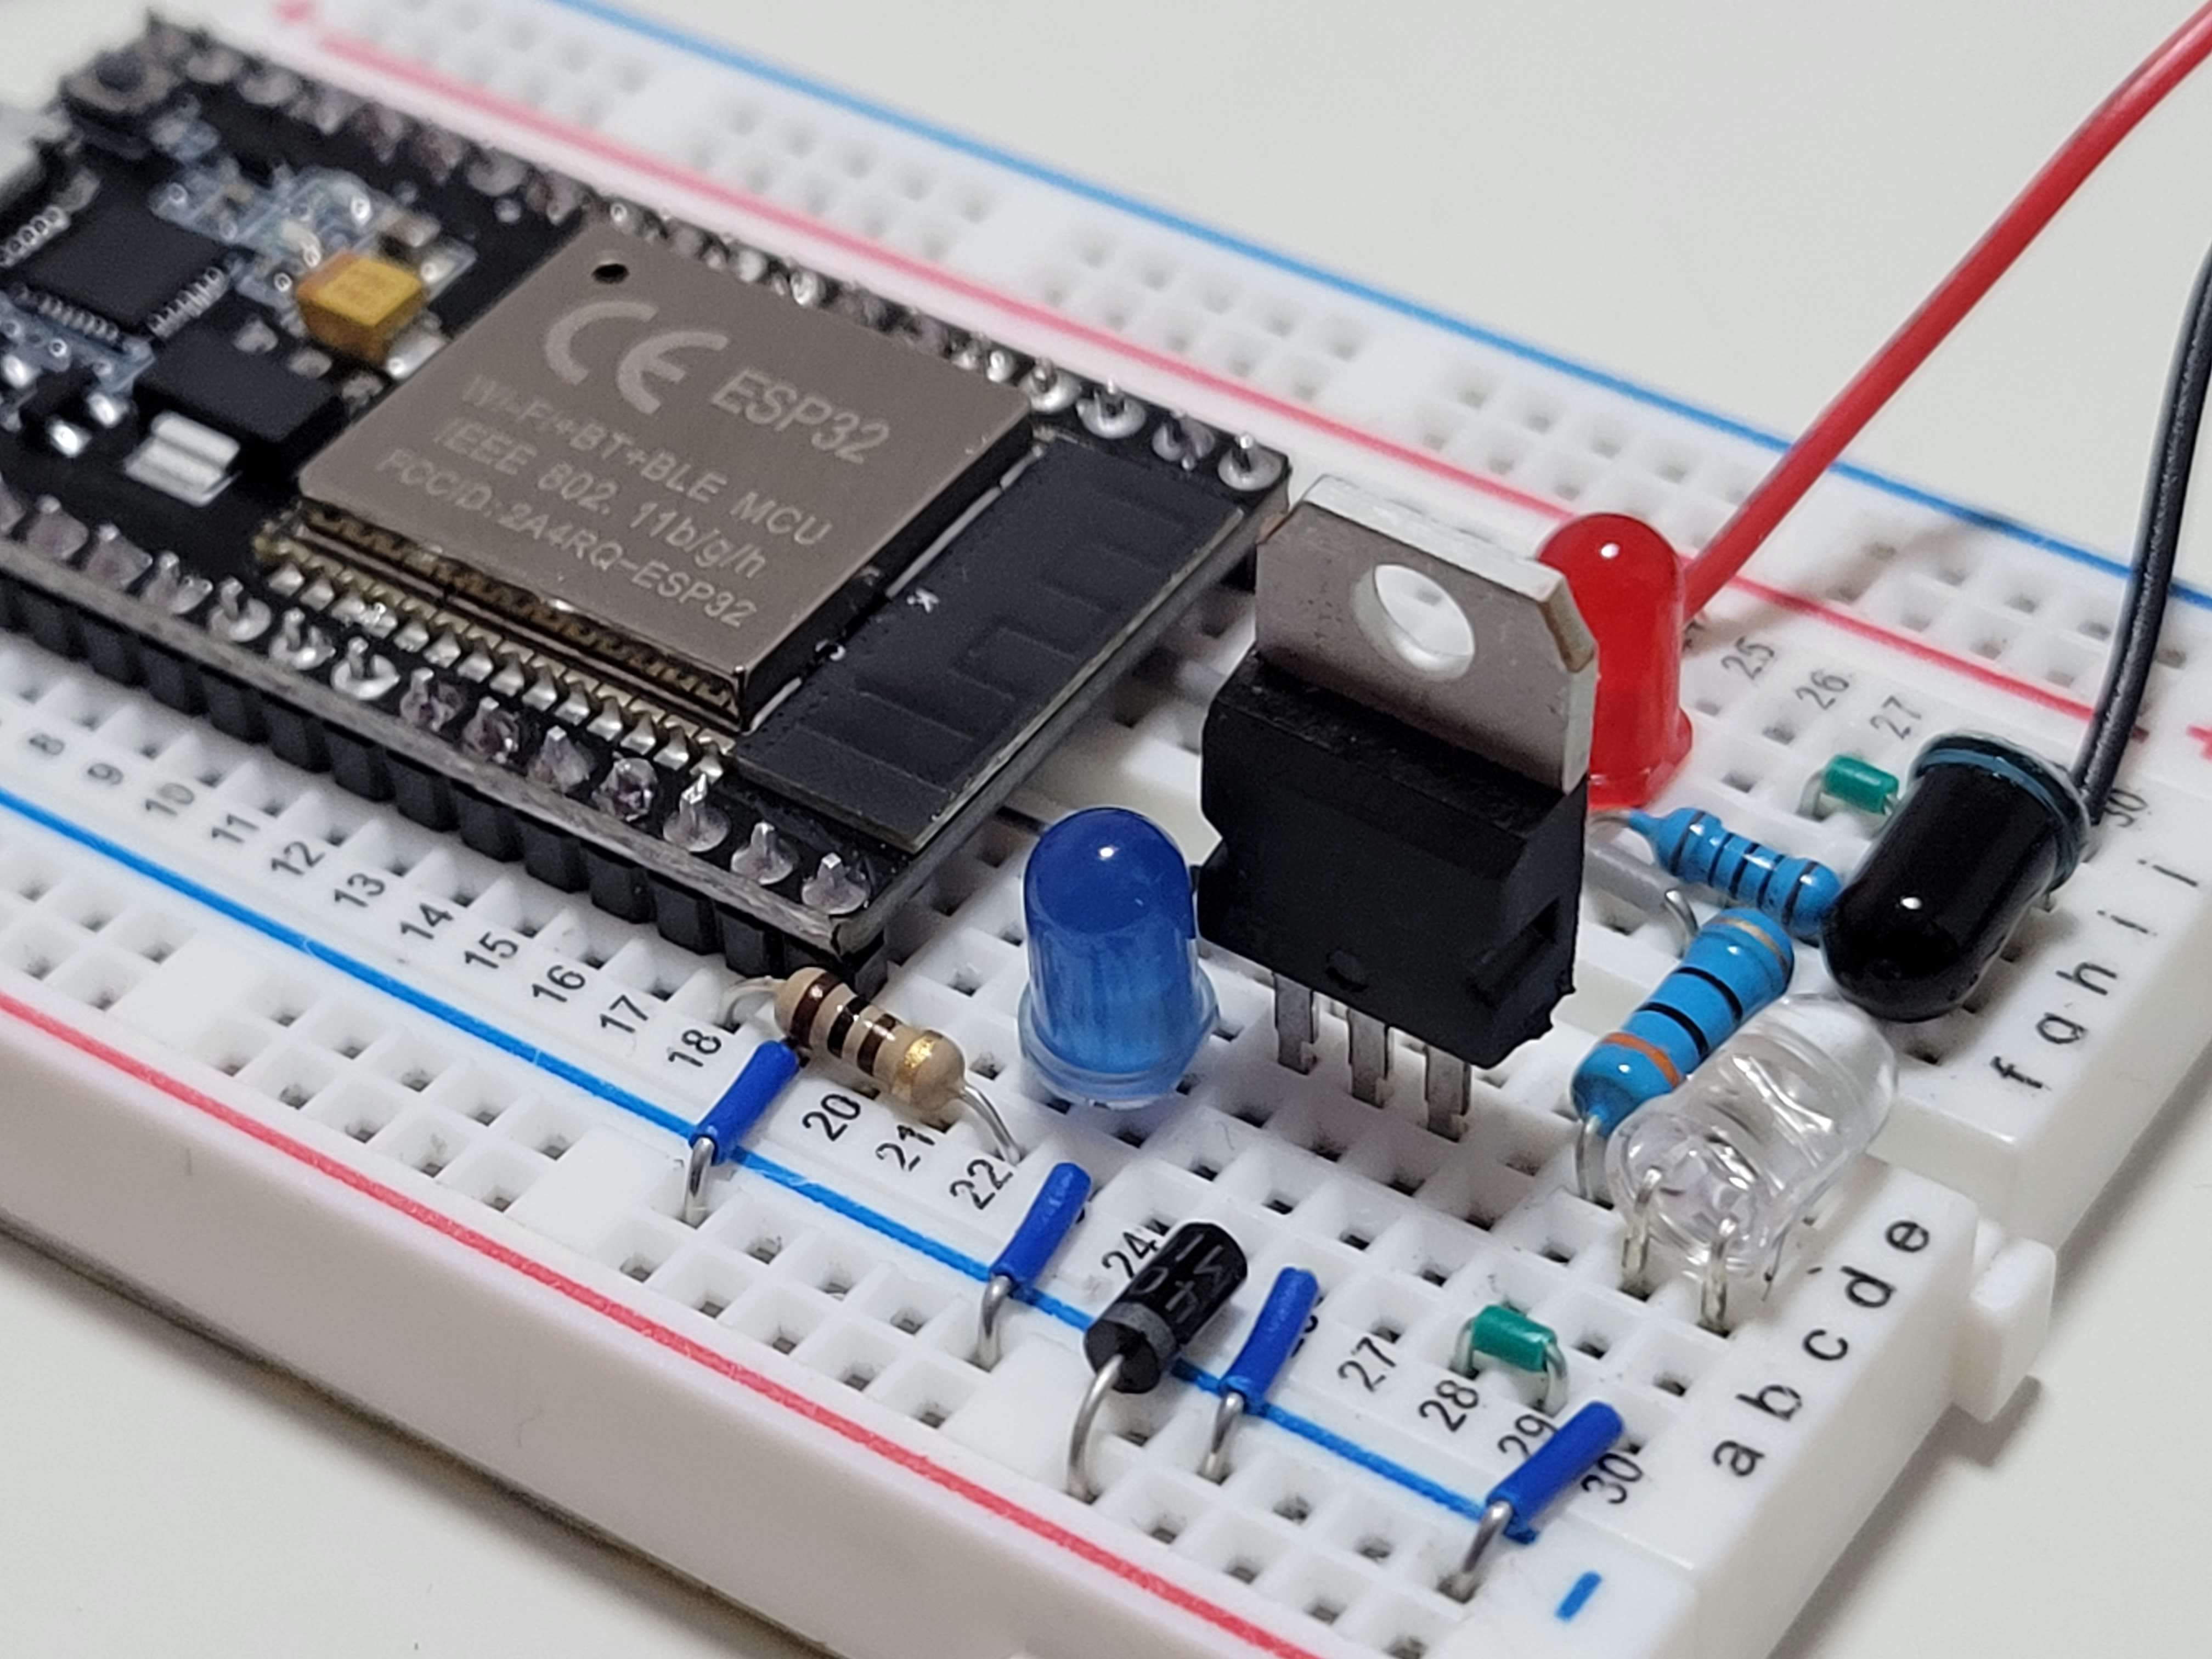 CE ESP32
Wi-Fi+BT+BLE MCU
IEEE 802. 11b/g/n
FCCID:2A4RQ-ESP32
25
26
27
30
8
9
10
11
12
13
14
15
16
17
18
20
21
22
24
27
28
29
30
j
i
h
g
f
e
d
c
b
a